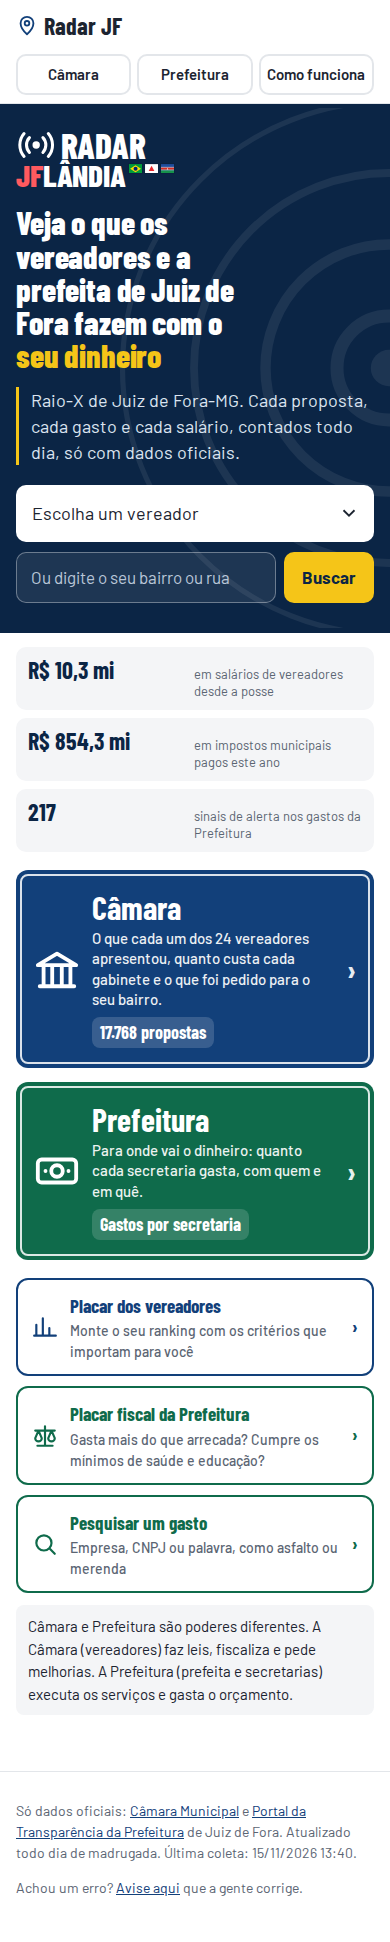 Radar JF
Câmara
Prefeitura
Como funciona
RADAR
JFLÂNDIA
Veja o que os
vereadores e a
prefeita de Juiz de
Fora fazem com o
seu dinheiro
Raio-X de Juiz de Fora-MG. Cada proposta,
cada gasto e cada salário, contados todo
dia, só com dados oficiais.
Escolha um vereador
Ou digite o seu bairro ou rua
Buscar
R$ 10,3 mi
em salários de vereadores
desde a posse
R$ 854,3 mi
em impostos municipais
pagos este ano
217
sinais de alerta nos gastos da
Prefeitura
Câmara
O que cada um dos 24 vereadores
apresentou, quanto custa cada
gabinete e o que foi pedido para o
seu bairro.
17.768 propostas
Prefeitura
Para onde vai o dinheiro: quanto
cada secretaria gasta, com quem e
em quê.
Gastos por secretaria
Placar dos vereadores
Monte o seu ranking com os critérios que
importam para você
Placar fiscal da Prefeitura
Gasta mais do que arrecada? Cumpre os
mínimos de saúde e educação?
Pesquisar um gasto
Empresa, CNPJ ou palavra, como asfalto ou
merenda
Câmara e Prefeitura são poderes diferentes. A
Câmara (vereadores) faz leis, fiscaliza e pede
melhorias. A Prefeitura (prefeita e secretarias)
executa os serviços e gasta o orçamento.
Só dados oficiais: Câmara Municipal e Portal da
Transparência da Prefeitura de Juiz de Fora. Atualizado
todo dia de madrugada. Última coleta: 15/11/2026 13:40.
Achou um erro? Avise aqui que a gente corrige.